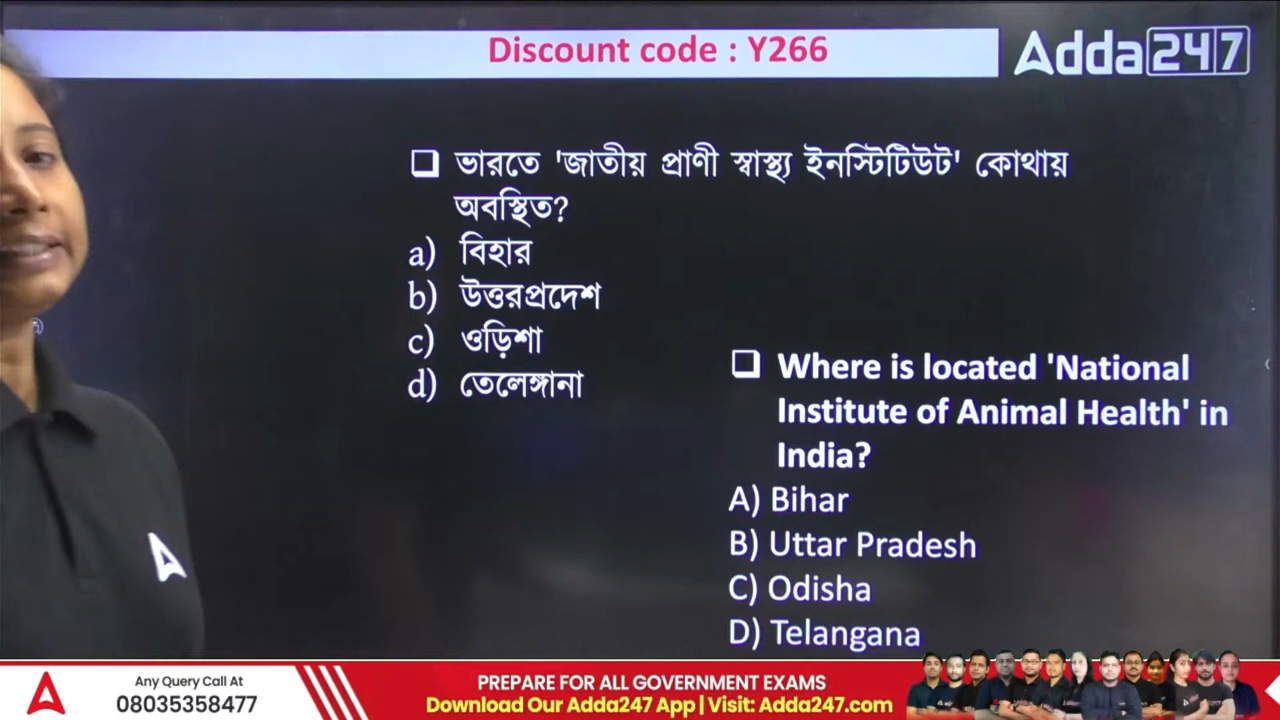 Discount code : Y266
Adda247
❑ ভারতে 'জাতীয় প্রাণী স্বাস্থ্য ইনস্টিটিউট' কোথায়
অবস্থিত?
a) বিহার
b) উত্তরপ্রদেশ
c) ওড়িশা
d) তেলেঙ্গানা
❑ Where is located 'National
Institute of Animal Health' in
India?
A) Bihar
B) Uttar Pradesh
C) Odisha
D) Telangana
Any Query Call At
08035358477
PREPARE FOR ALL GOVERNMENT EXAMS
Download Our Adda247 App | Visit: Adda247.com